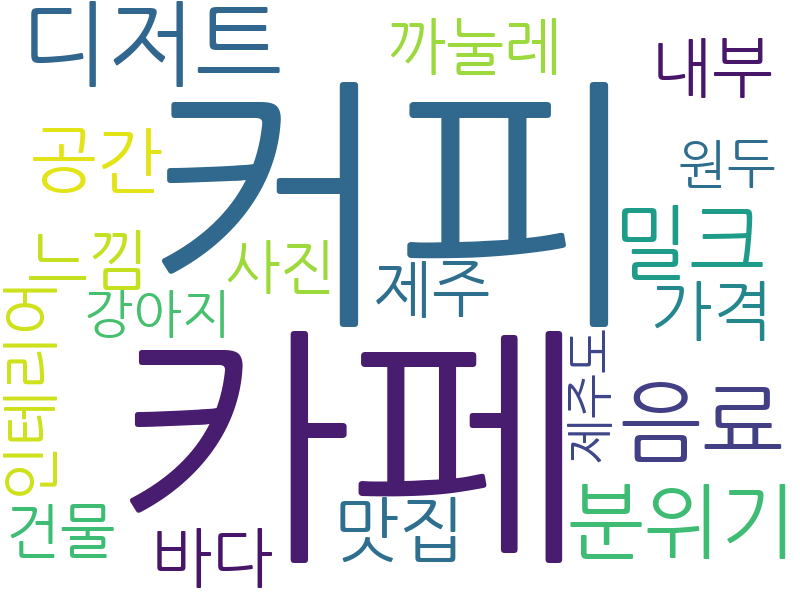 디저트
까눌레
내부
커피
공간
원두
밀크
느낌
사진
제주
가격
강아지
인테리어
카페
제주도
음료
분위기
건물
맛집
바다